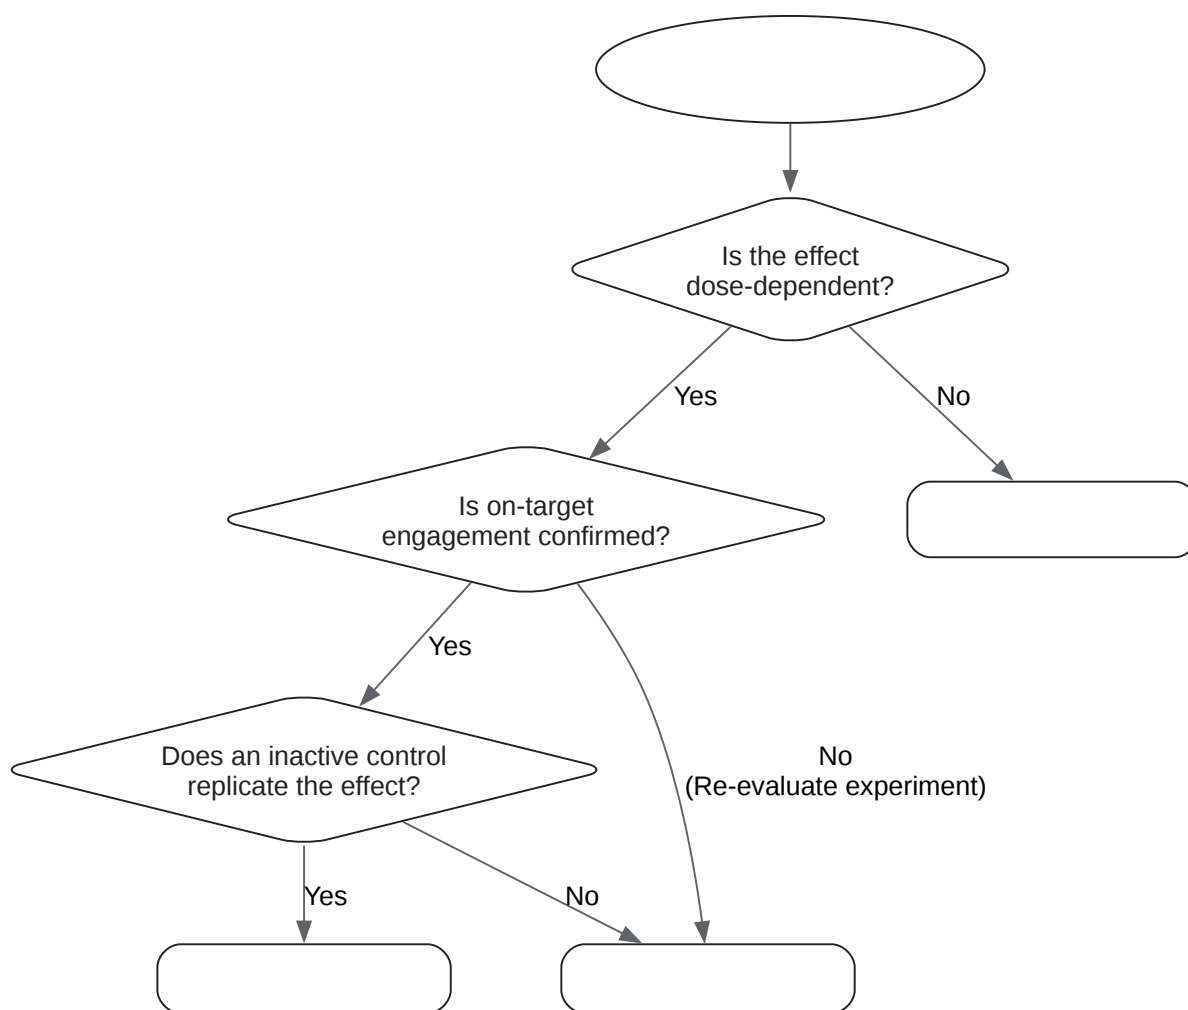 Is the effect
dose-dependent?
Yes
No
Is on-target
engagement confirmed?
Yes
Does an inactive control
replicate the effect?
No
(Re-evaluate experiment)
Yes
No